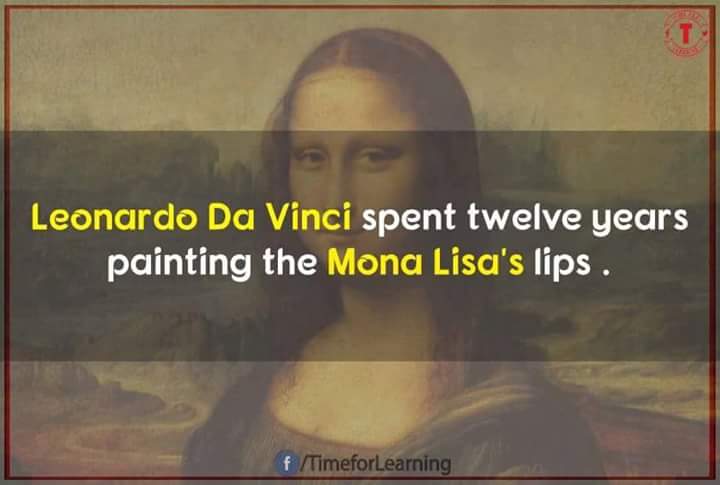 T
Leonardo Da Vinci spent twelve years
painting the Mona Lisa's lips .
f /TimeforLearning